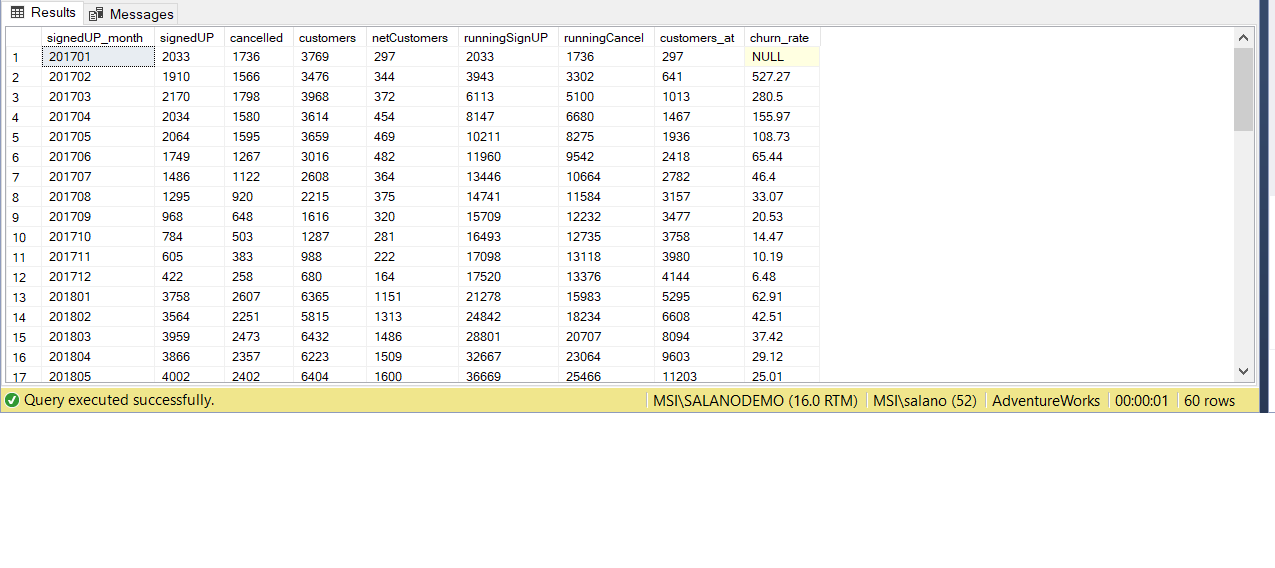 Results Messages
signedUP_month signedUP cancelled customers netCustomers runningSignUP runningCancel customers_at churn_rate
1 201701 2033 1736 3769 297 2033 1736 297 NULL
2 201702 1910 1566 3476 344 3943 3302 641 527.27
3 201703 2170 1798 3968 372 6113 5100 1013 280.5
4 201704 2034 1580 3614 454 8147 6680 1467 155.97
5 201705 2064 1595 3659 469 10211 8275 1936 108.73
6 201706 1749 1267 3016 482 11960 9542 2418 65.44
7 201707 1486 1122 2608 364 13446 10664 2782 46.4
8 201708 1295 920 2215 375 14741 11584 3157 33.07
9 201709 968 648 1616 320 15709 12232 3477 20.53
10 201710 784 503 1287 281 16493 12735 3758 14.47
11 201711 605 383 988 222 17098 13118 3980 10.19
12 201712 422 258 680 164 17520 13376 4144 6.48
13 201801 3758 2607 6365 1151 21278 15983 5295 62.91
14 201802 3564 2251 5815 1313 24842 18234 6608 42.51
15 201803 3959 2473 6432 1486 28801 20707 8094 37.42
16 201804 3866 2357 6223 1509 32667 23064 9603 29.12
17 201805 4002 2402 6404 1600 36669 25466 11203 25.01
Query executed successfully. MSI\SALANODEMO (16.0 RTM) MSI\salano (52) AdventureWorks 00:00:01 60 rows